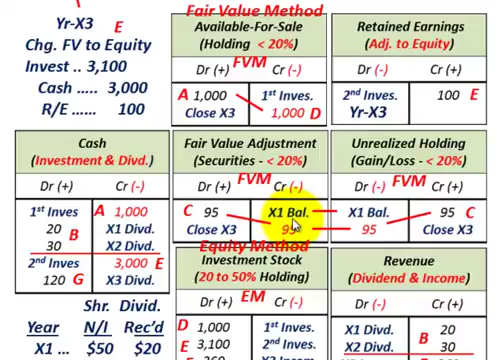 Fair Value Method
Yr-X3 E
Chg. FV to Equity
Invest .. 3,100
Cash ..... 3,000
R/E ...... 100
Available-For-Sale
(Holding < 20%)
Dr (+) FVM Cr (-)
A 1,000 1st Inves.
Close X3 1,000 D
Retained Earnings
(Adj. to Equity)
Dr (-) Cr (+)
2nd Inves. 100 E
Yr-X3
Cash
(Investment & Divd.)
Dr (+) Cr (-)
1st Inves A 1,000
20 B X1 Divd.
30 X2 Divd.
2nd Inves 3,000 E
120 G X3 Divd.
Fair Value Adjustment
(Securities - < 20%)
FVM
Dr (+) Cr (-)
C 95 X1 Bal.
Close X3 95
Unrealized Holding
(Gain/Loss - < 20%)
Dr (-) FVM Cr (+)
X1 Bal. 95 C
95 Close X3
Equity Method
Investment Stock
(20 to 50% Holding)
Dr (+) EM Cr (-)
D 1,000 1st Inves.
E 3,100 2nd Inves.
Revenue
(Dividend & Income)
Dr (-) Cr (+)
X1 Divd. B 20
X2 Divd. 30
Shr. Divid.
Year N/I Rec'd
X1 ... $50 $20